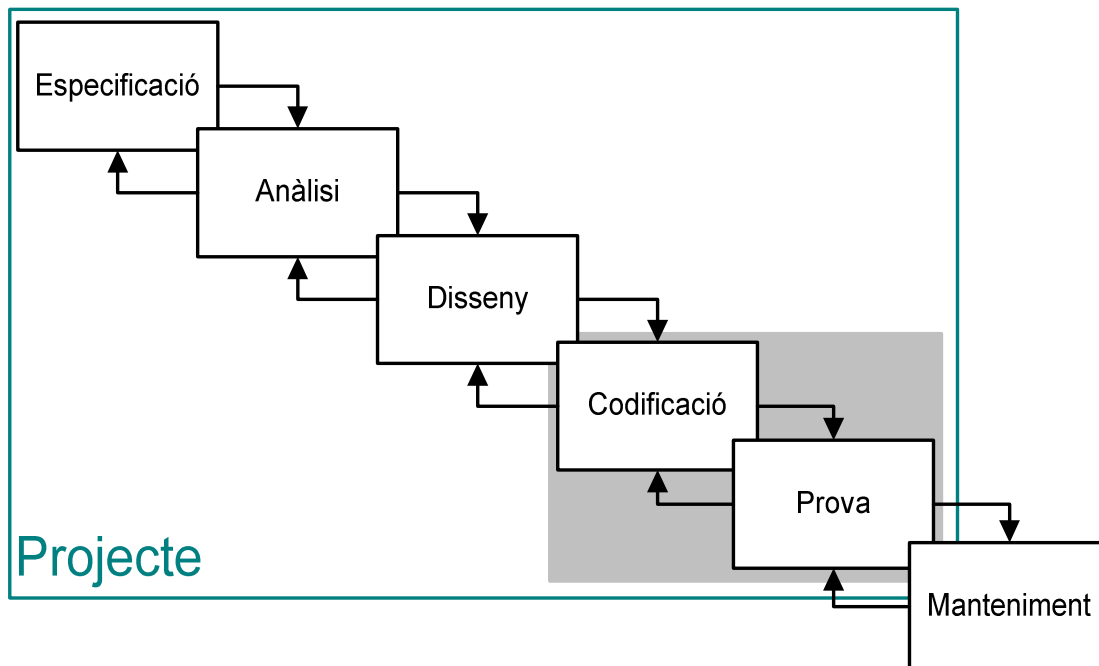 Especificació
Anàlisi
Disseny
Codificació
Prova
Projecte
Manteniment